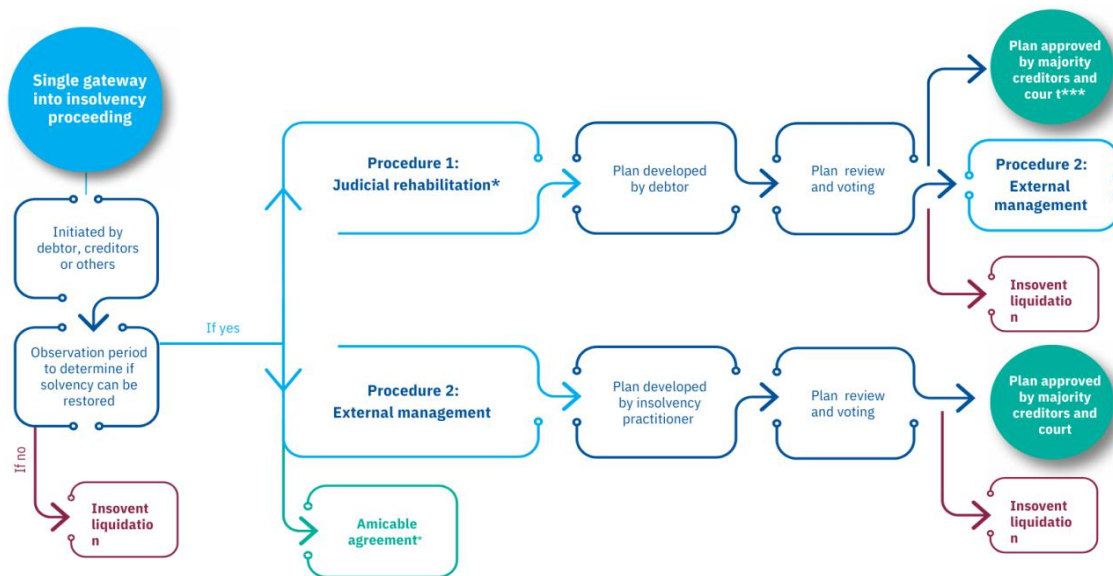 Single gateway
into insolvency
proceeding
Initiated by
debtor, creditors
or others
Observation period
to determine if
solvency can be
restored
If no
Insovent
liquidatio
n
If yes
Procedure 1:
Judicial rehabilitation*
Plan developed
by debtor
Plan review
and voting
Plan approved
by majority
creditors and
cour t***
Procedure 2:
External
management
Insovent
liquidatio
n
Procedure 2:
External management
Plan developed
by insolvency
practitioner
Plan review
and voting
Plan approved
by majority
creditors and
court
Insovent
liquidatio
n
Amicable
agreement*